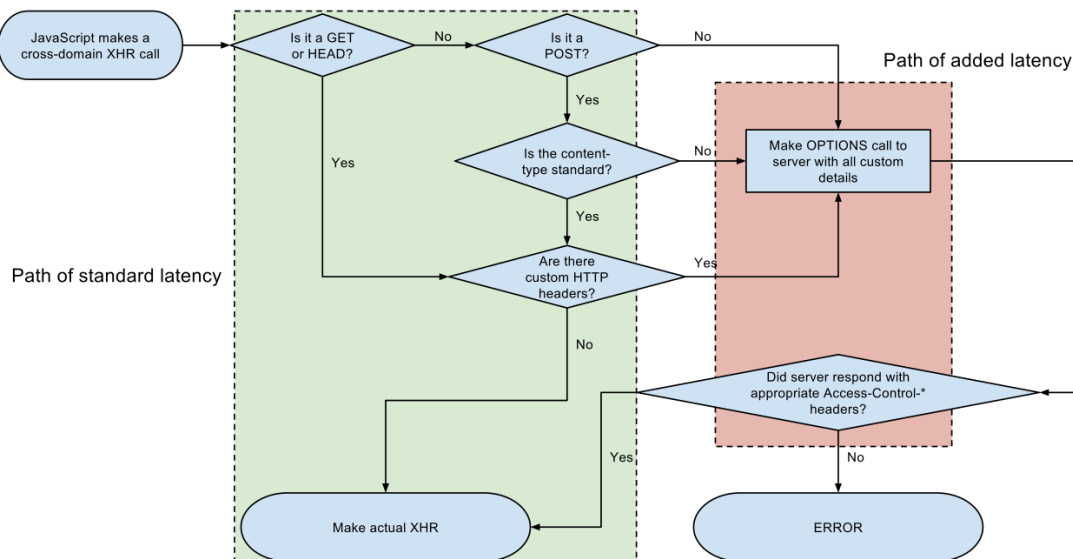 JavaScript makes a
cross-domain XHR call
Is it a GET
or HEAD?
No
Is it a
POST?
No
Path of added latency
Yes
Yes
Is the content-
type standard?
No
Make OPTIONS call to
server with all custom
details
Yes
Path of standard latency
Are there
custom HTTP
headers?
Yes
No
Did server respond with
appropriate Access-Control-*
headers?
Yes
No
Make actual XHR
ERROR